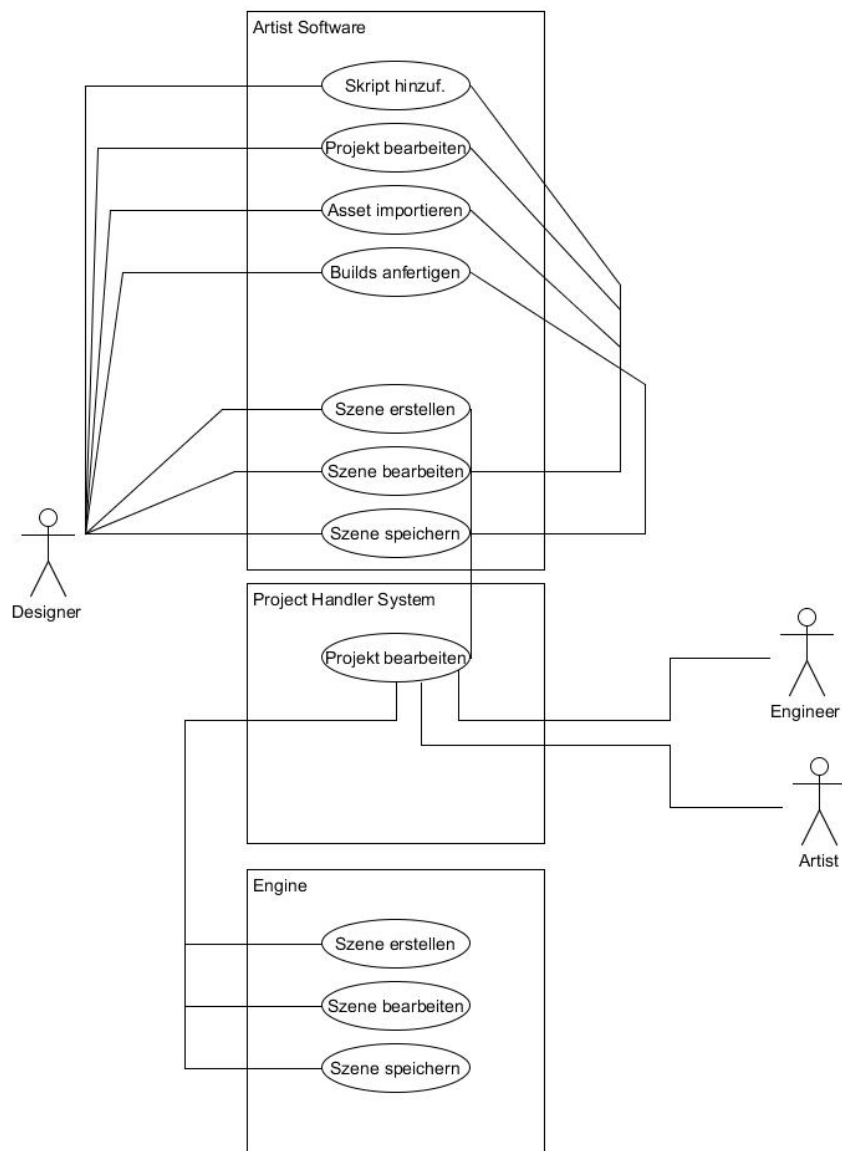 Artist Software
Skript hinzuf.
Projekt bearbeiten
Asset importieren
Builds anfertigen
Szene erstellen
Szene bearbeiten
Szene speichern
Designer
Project Handler System
Projekt bearbeiten
Engineer
Artist
Engine
Szene erstellen
Szene bearbeiten
Szene speichern